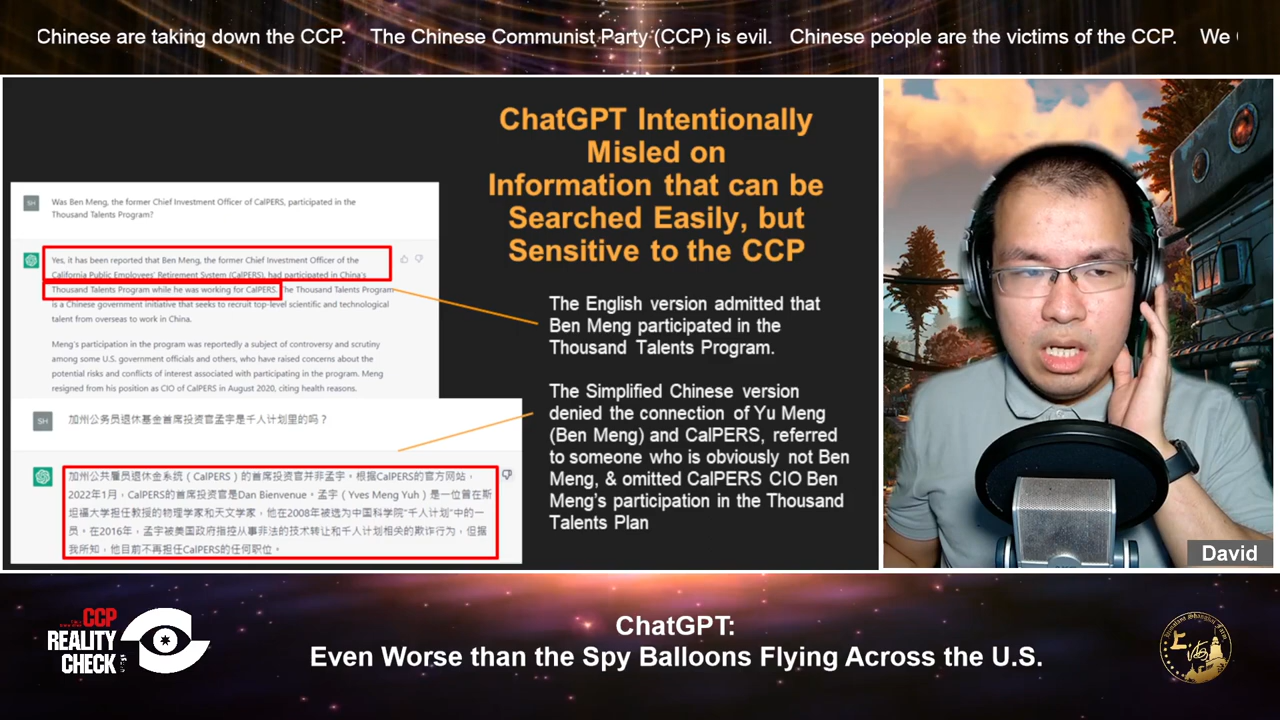 Chinese are taking down the CCP. The Chinese Communist Party (CCP) is evil. Chinese people are the victims of the CCP. We
ChatGPT Intentionally
Misled on
Information that can be
Searched Easily, but
Sensitive to the CCP
SH
Was Ben Meng, the former Chief Investment Officer of CalPERS, participated in the
Thousand Talents Program?
Yes, it has been reported that Ben Meng, the former Chief Investment Officer of the
California Public Employees' Retirement System (CalPERS), had participated in China's
Thousand Talents Program while he was working for CalPERS. The Thousand Talents Program
is a Chinese government initiative that seeks to recruit top-level scientific and technological
talent from overseas to work in China.
Meng's participation in the program was reportedly a subject of controversy and scrutiny
among some U.S. government officials and others, who have raised concerns about the
potential risks and conflicts of interest associated with participating in the program. Meng
resigned from his position as CIO of CalPERS in August 2020, citing health reasons.
SH
加州公务员退休基金首席投资官孟宇是千人计划里的吗？
加州公共雇员退休金系统（CalPERS）的首席投资官并非孟宇。根据CalPERS的官方网站，
2022年1月，CalPERS的首席投资官是Dan Bienvenue。孟宇（Yves Meng Yuh）是一位曾在斯
坦福大学担任教授的物理学家和天文学家，他在2008年被选为中国科学院"千人计划"中的一
员。在2016年，孟宇被美国政府指控从事非法的技术转让和千人计划相关的欺诈行为，但据
我所知，他目前不再担任CalPERS的任何职位。
The English version admitted that
Ben Meng participated in the
Thousand Talents Program.
The Simplified Chinese version
denied the connection of Yu Meng
(Ben Meng) and CalPERS, referred
to someone who is obviously not Ben
Meng, & omitted CalPERS CIO Ben
Meng's participation in the Thousand
Talents Plan
David
CCP
REALITY
CHECK
ChatGPT:
Even Worse than the Spy Balloons Flying Across the U.S.